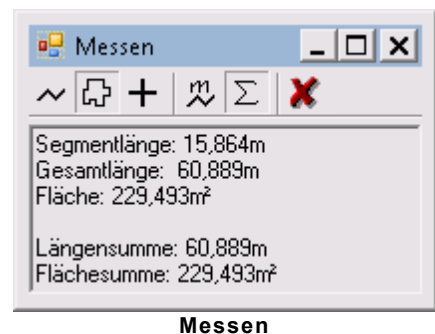 Messen
Segmentlänge: 15,864m
Gesamtlänge: 60,889m
Fläche: 229,493m²
Längensumme: 60,889m
Flächesumme: 229,493m²
Messen